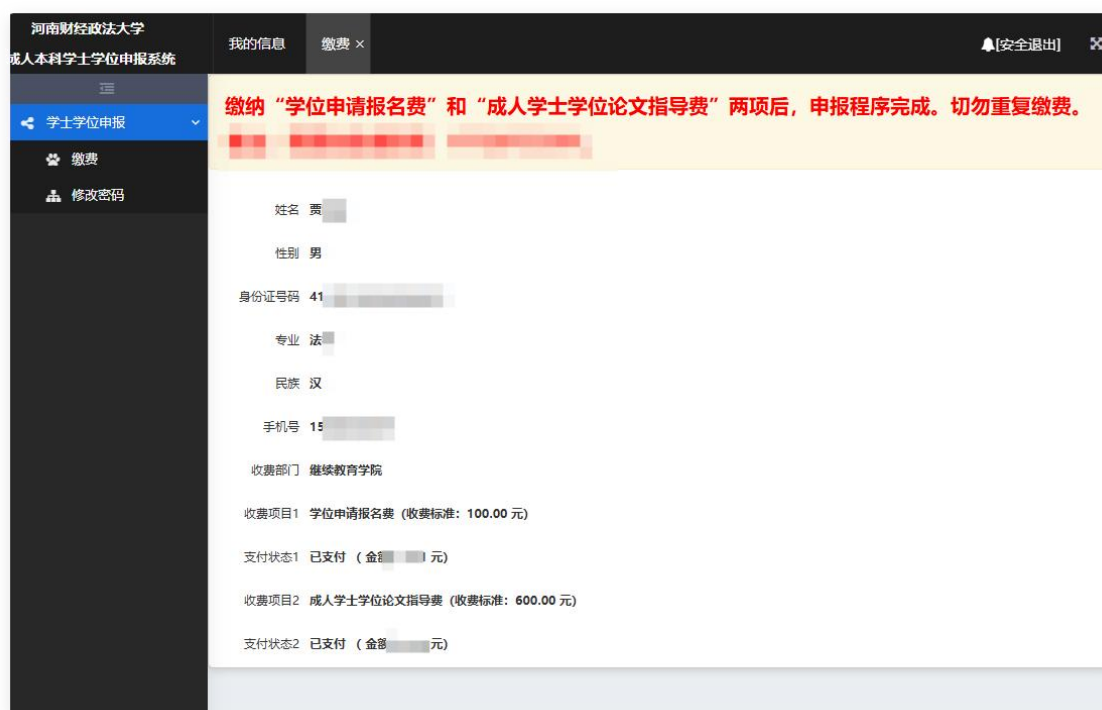 河南财经政法大学
成人本科学士学位申报系统
我的信息
缴费 ×
[安全退出]
学士学位申报
缴费
修改密码
缴纳“学位申请报名费”和“成人学士学位论文指导费”两项后，申报程序完成。切勿重复缴费。
姓名 贾
性别 男
身份证号码 41
专业 法
民族 汉
手机号 15
收费部门 继续教育学院
收费项目1 学位申请报名费（收费标准：100.00 元）
支付状态1 已支付 （ 金额 元）
收费项目2 成人学士学位论文指导费（收费标准：600.00 元）
支付状态2 已支付 （ 金额 元）